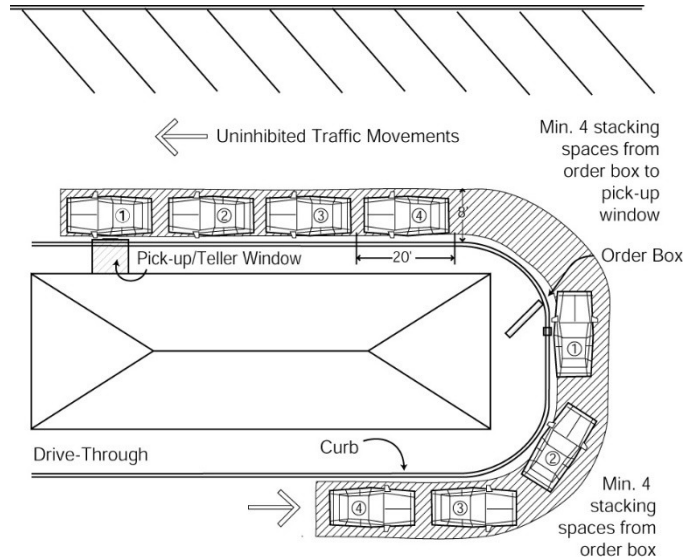 Uninhibited Traffic Movements
Min. 4 stacking
spaces from
order box to
pick-up
window
① ② ③ ④
8'
20'
Pick-up/Teller Window
Order Box
①
②
Drive-Through
Curb
④ ③
Min. 4
stacking
spaces from
order box